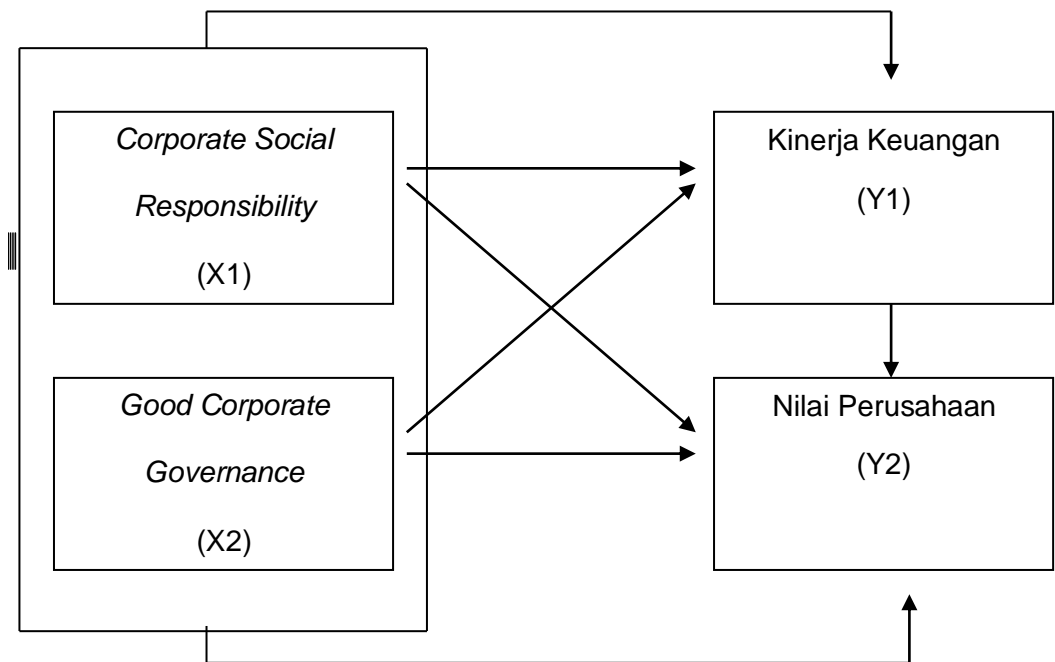 Corporate Social
Responsibility
(X1)
Kinerja Keuangan
(Y1)
Good Corporate
Governance
(X2)
Nilai Perusahaan
(Y2)